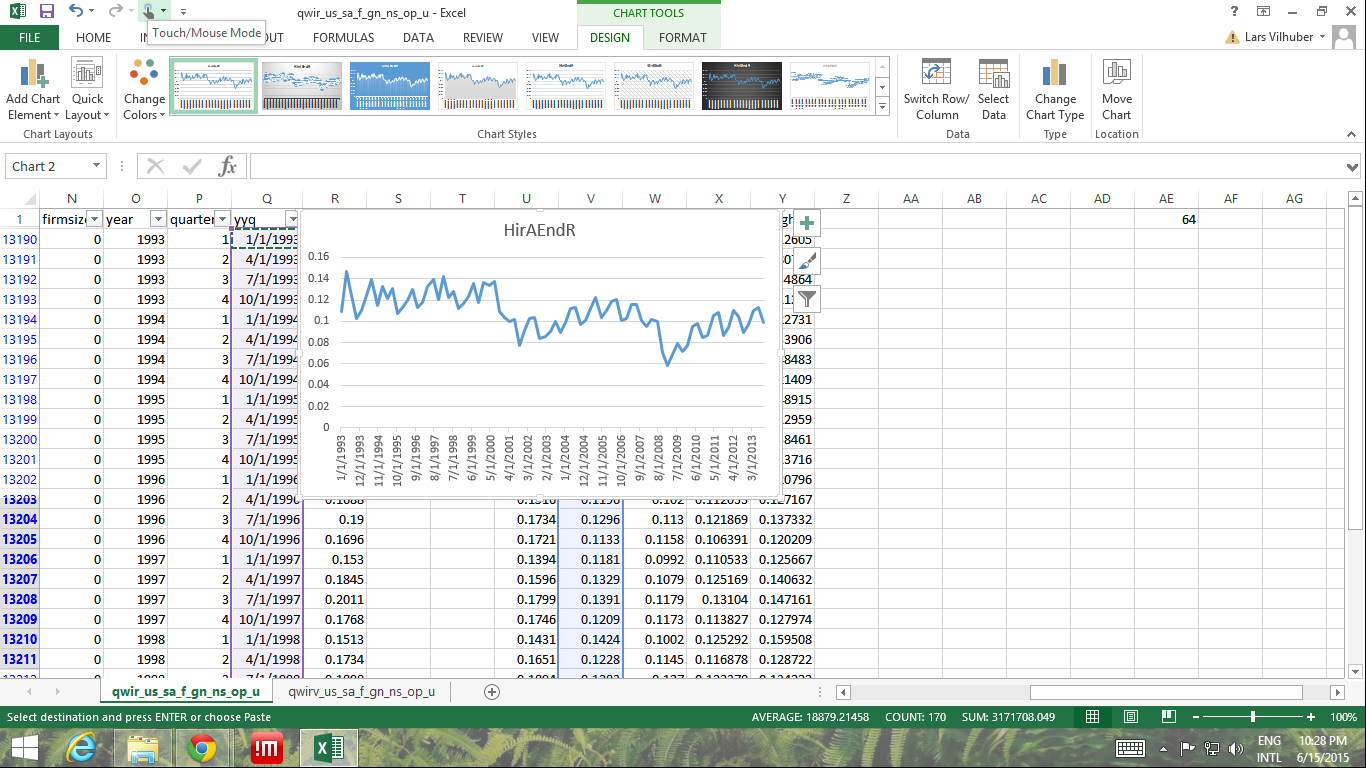 qwir_us_sa_f_gn_ns_op_u - Excel
CHART TOOLS
Touch/Mouse Mode
FILE HOME OUT FORMULAS DATA REVIEW VIEW DESIGN FORMAT
Lars Vilhuber
Add Chart Element
Quick Layout
Change Colors
Switch Row/ Column
Select Data
Change Chart Type
Move Chart
Chart Layouts
Chart Styles
Data
Type
Location
Chart 2
fx
N O P Q R S T U V W X Y Z AA AB AC AD AE AF AG
1 year quarter yyq 64
13190 0 1993 1 1/1/1993
13191 0 1993 2 4/1/1993
13192 0 1993 3 7/1/1993 4864
13193 0 1993 4 10/1/1993
13194 0 1994 1 1/1/1994 2731
13195 0 1994 2 4/1/1994 3906
13196 0 1994 3 7/1/1994 8483
13197 0 1994 4 10/1/1994 1409
13198 0 1995 1 1/1/1995 8915
13199 0 1995 2 4/1/1995 2959
13200 0 1995 3 7/1/1995 8461
13201 0 1995 4 10/1/1995 3716
13202 0 1996 1 1/1/1996 0796
13203 0 1996 2 4/1/1996
13204 0 1996 3 7/1/1996 0.19 0.1734 0.1296 0.113 0.121869 0.137332
13205 0 1996 4 10/1/1996 0.1696 0.1721 0.1133 0.1158 0.106391 0.120209
13206 0 1997 1 1/1/1997 0.153 0.1394 0.1181 0.0992 0.110533 0.125667
13207 0 1997 2 4/1/1997 0.1845 0.1596 0.1329 0.1079 0.125169 0.140632
13208 0 1997 3 7/1/1997 0.2011 0.1799 0.1391 0.1179 0.13104 0.147161
13209 0 1997 4 10/1/1997 0.1768 0.1746 0.1209 0.1173 0.113827 0.127974
13210 0 1998 1 1/1/1998 0.1513 0.1431 0.1424 0.1002 0.125292 0.159508
13211 0 1998 2 4/1/1998 0.1734 0.1651 0.1228 0.1145 0.116878 0.128722
HirAEndR
0.16
0.14
0.12
0.1
0.08
0.06
0.04
0.02
0
1/1/1993 12/1/1993 11/1/1994 10/1/1995 9/1/1996 8/1/1997 7/1/1998 6/1/1999 5/1/2000 4/1/2001 3/1/2002 2/1/2003 1/1/2004 12/1/2004 11/1/2005 10/1/2006 9/1/2007 8/1/2008 7/1/2009 6/1/2010 5/1/2011 4/1/2012 3/1/2013
qwir_us_sa_f_gn_ns_op_u qwirv_us_sa_f_gn_ns_op_u
Select destination and press ENTER or choose Paste AVERAGE: 18879.21458 COUNT: 170 SUM: 3171708.049 100%
ENG 10:28 PM
INTL 6/15/2015